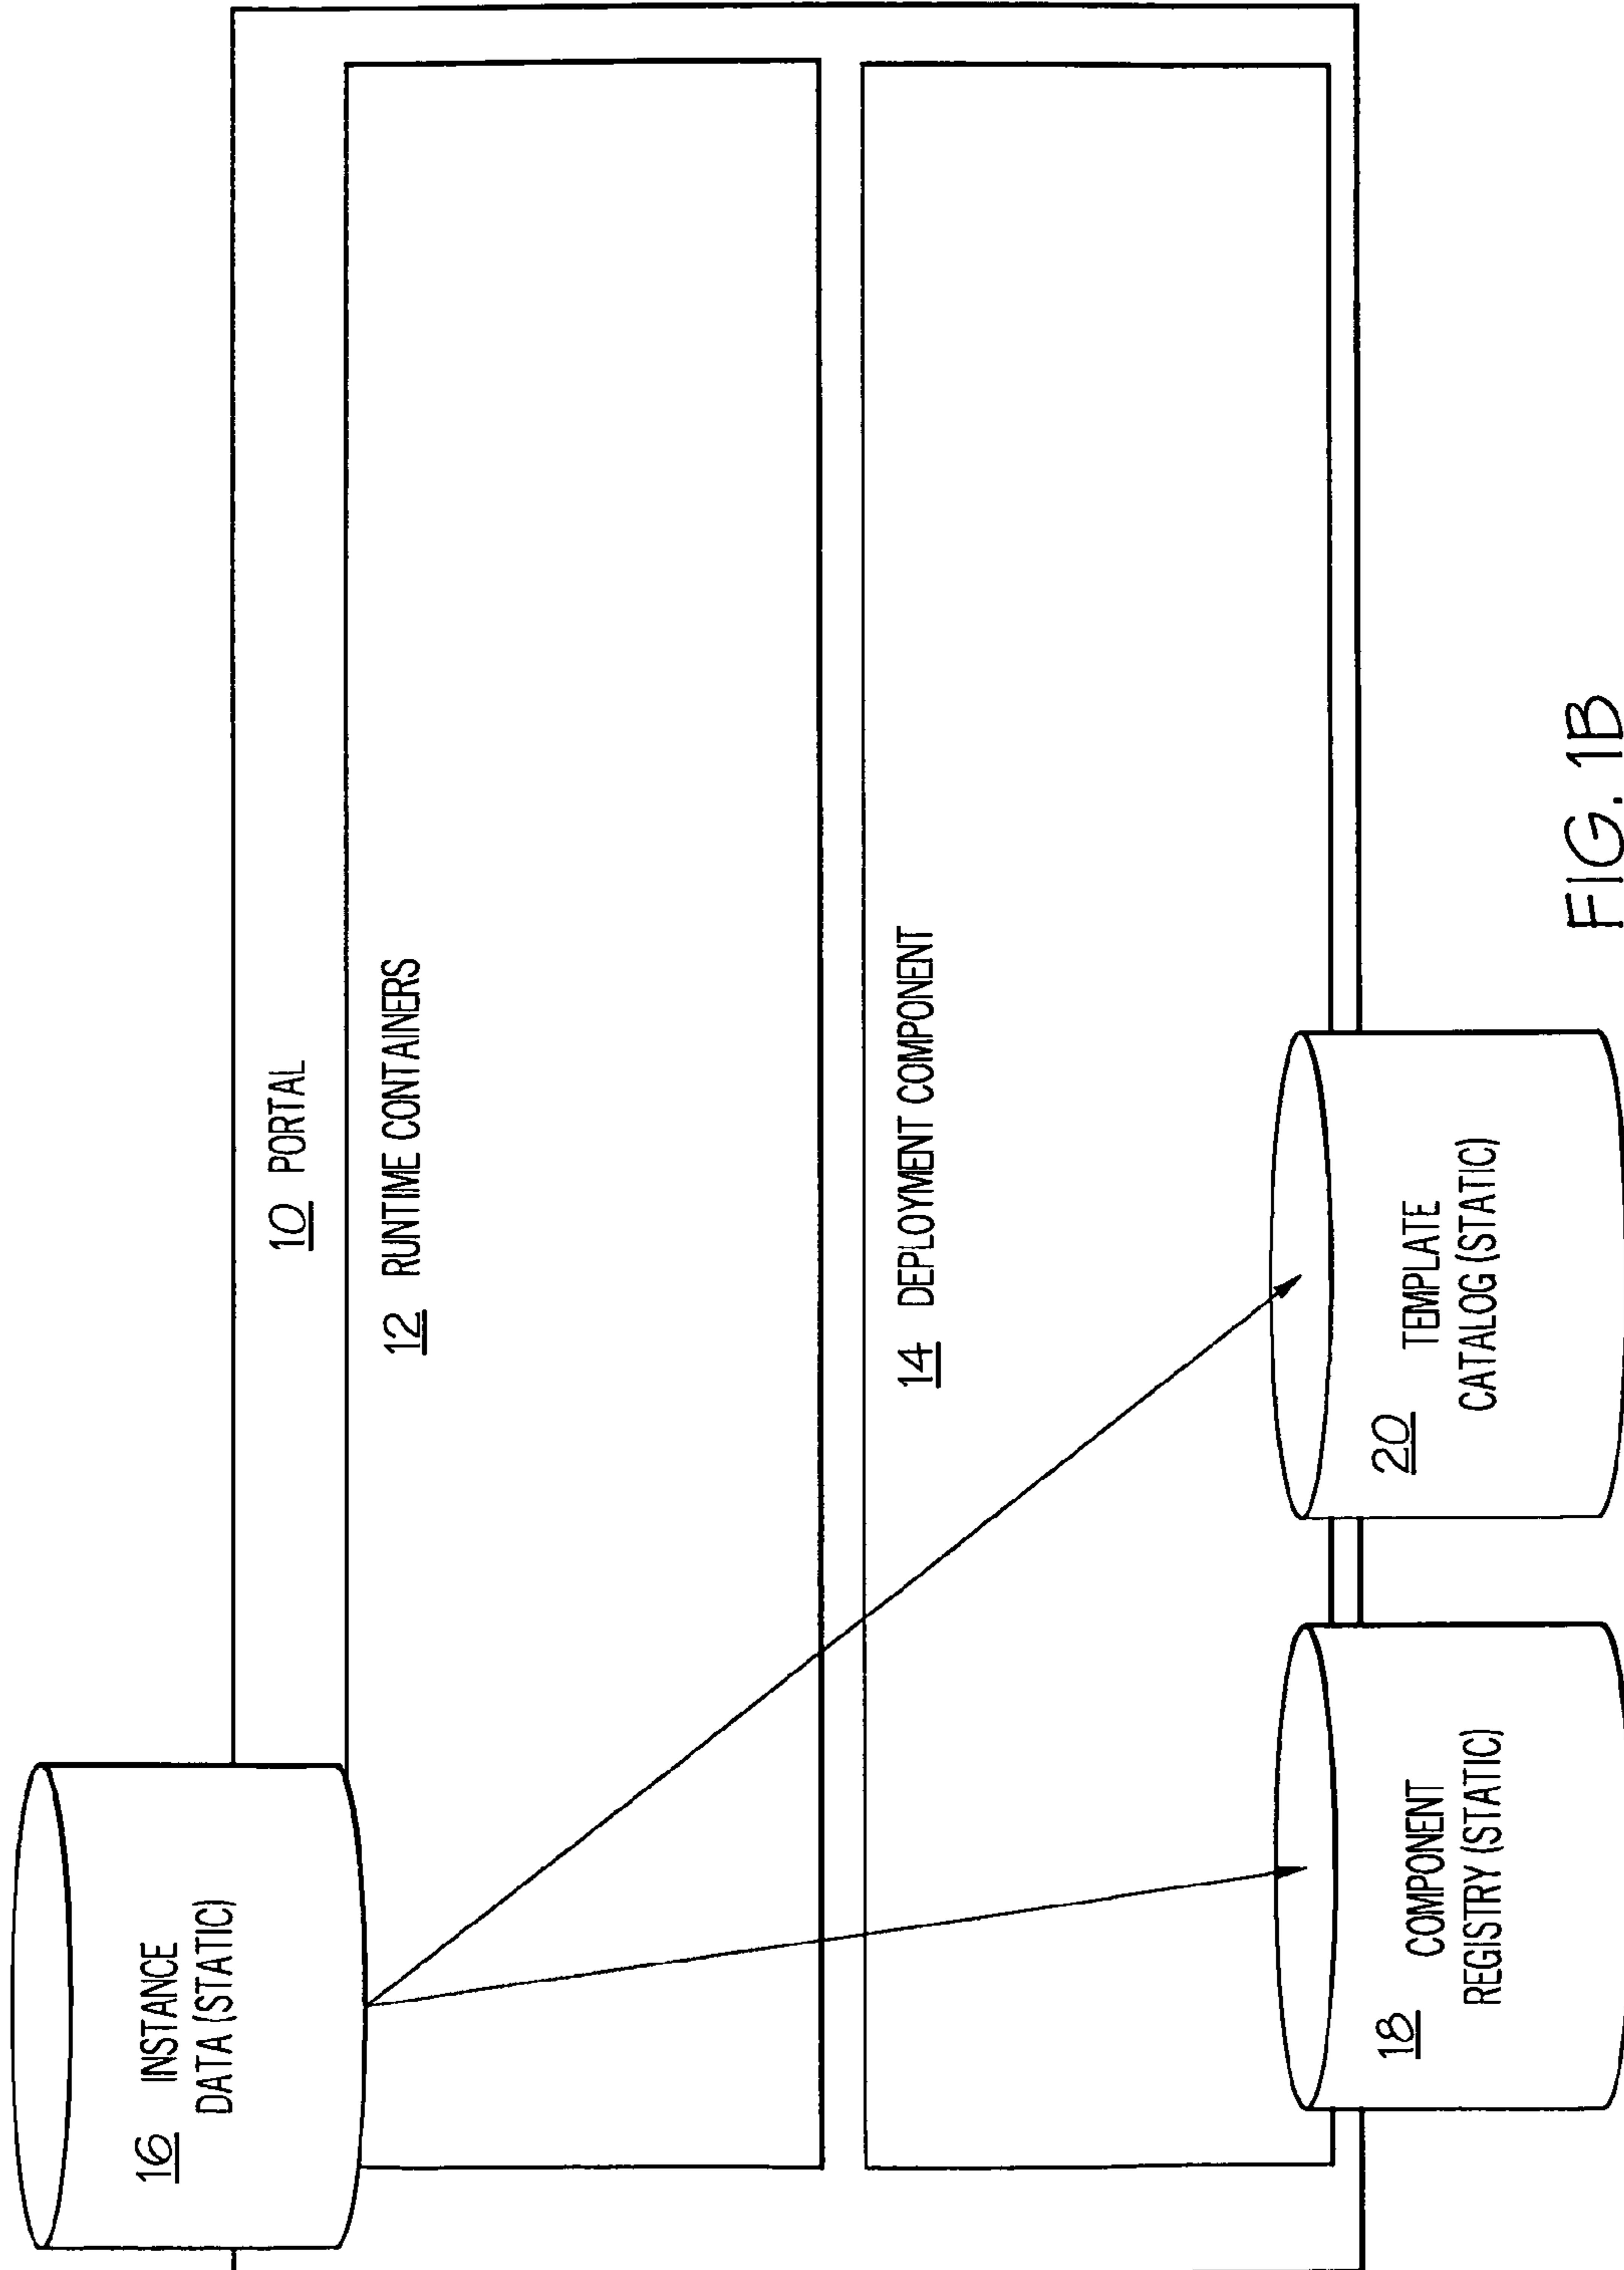 16 INSTANCE
DATA (STATIC)
10 PORTAL
12 RUNTIME CONTAINERS
14 DEPLOYMENT COMPONENT
18 COMPONENT
REGISTRY (STATIC)
20 TEMPLATE
CATALOG (STATIC)
FIG. 1B